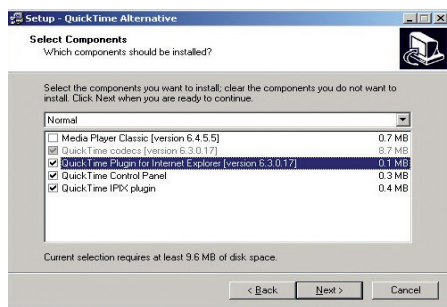 Setup - QuickTime Alternative
Select Components
Which components should be installed?
Select the components you want to install; clear the components you do not want to
install. Click Next when you are ready to continue.
Normal
Media Player Classic [version 6.4.5.5] 0.7 MB
QuickTime codecs [version 6.3.0.17] 8.7 MB
QuickTime Plugin for Internet Explorer [version 6.3.0.17] 0.1 MB
QuickTime Control Panel 0.3 MB
QuickTime IPIX plugin 0.4 MB
Current selection requires at least 9.6 MB of disk space.
< Back Next > Cancel